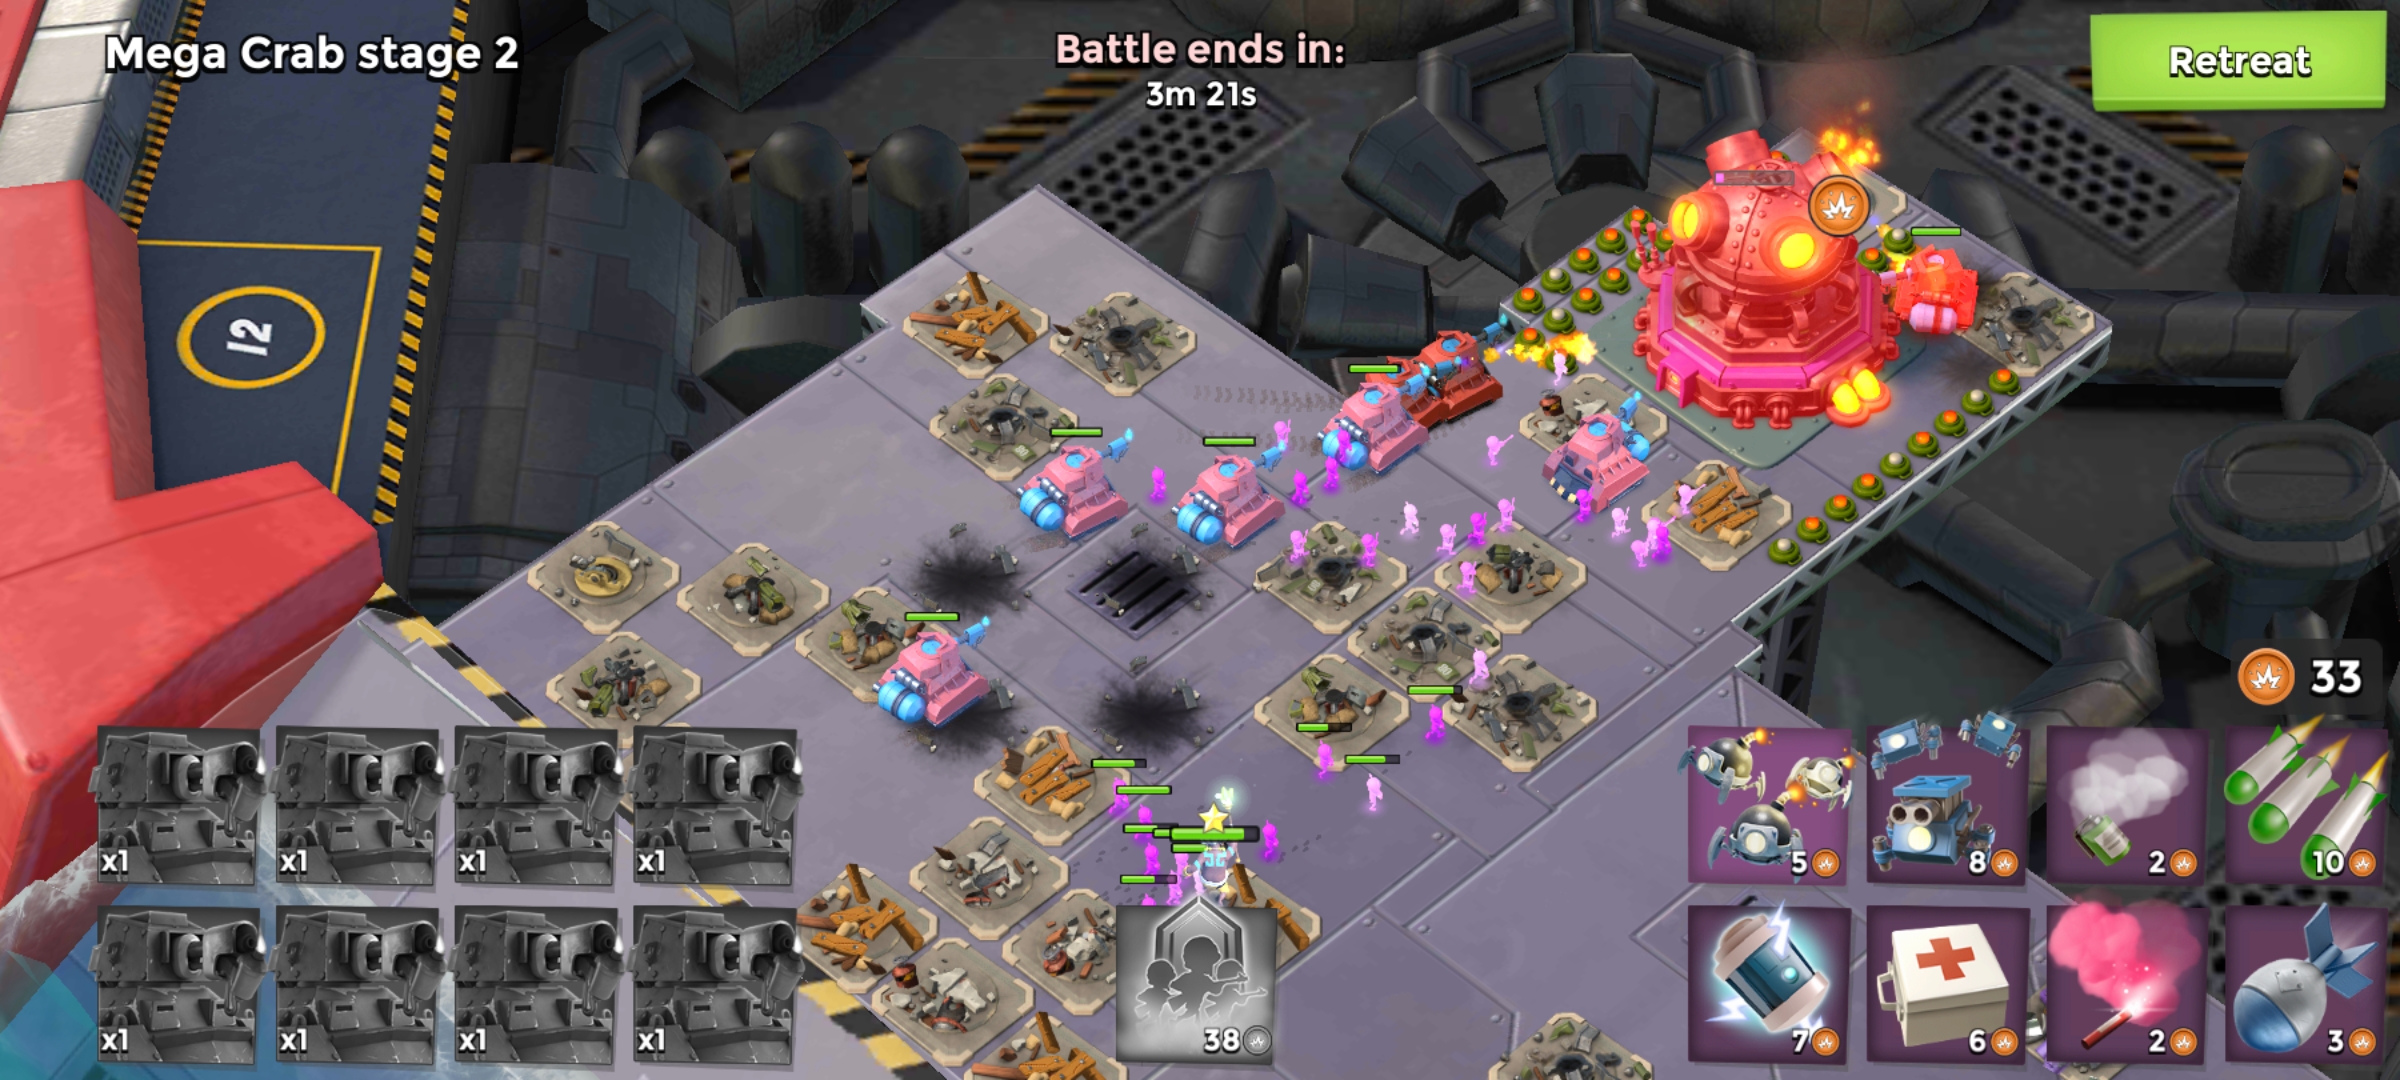 Mega Crab stage 2
Battle ends in:
3m 21s
Retreat
12
33
x1
x1
x1
x1
5
8
2
10
x1
x1
x1
x1
38
7
6
2
3